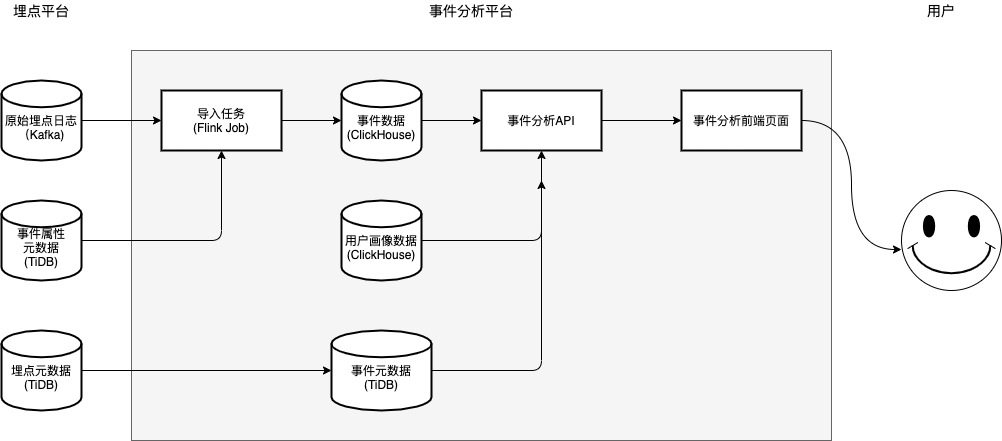 埋点平台
事件分析平台
用户
原始埋点日志
（Kafka)
导入任务
(Flink Job)
事件数据
(ClickHouse)
事件分析API
事件分析前端页面
事件属性
元数据
(TiDB)
用户画像数据
(ClickHouse)
埋点元数据
(TiDB)
事件元数据
(TiDB)